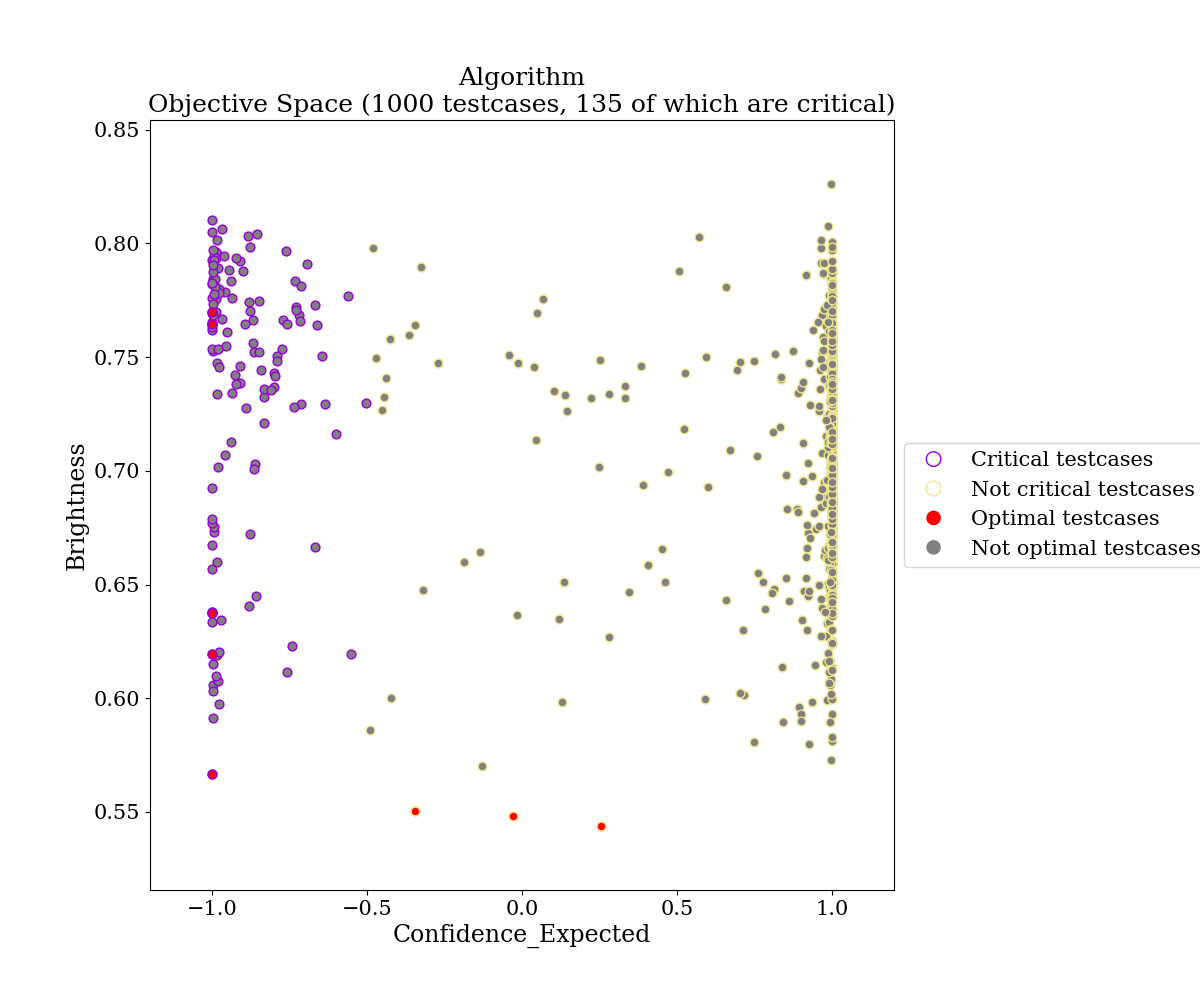 Algorithm
Objective Space (1000 testcases, 135 of which are critical)
0.85
0.80
0.75
0.70
0.65
0.60
0.55
Brightness
−1.0
−0.5
0.0
0.5
1.0
Confidence_Expected
Critical testcases
Not critical testcases
Optimal testcases
Not optimal testcases